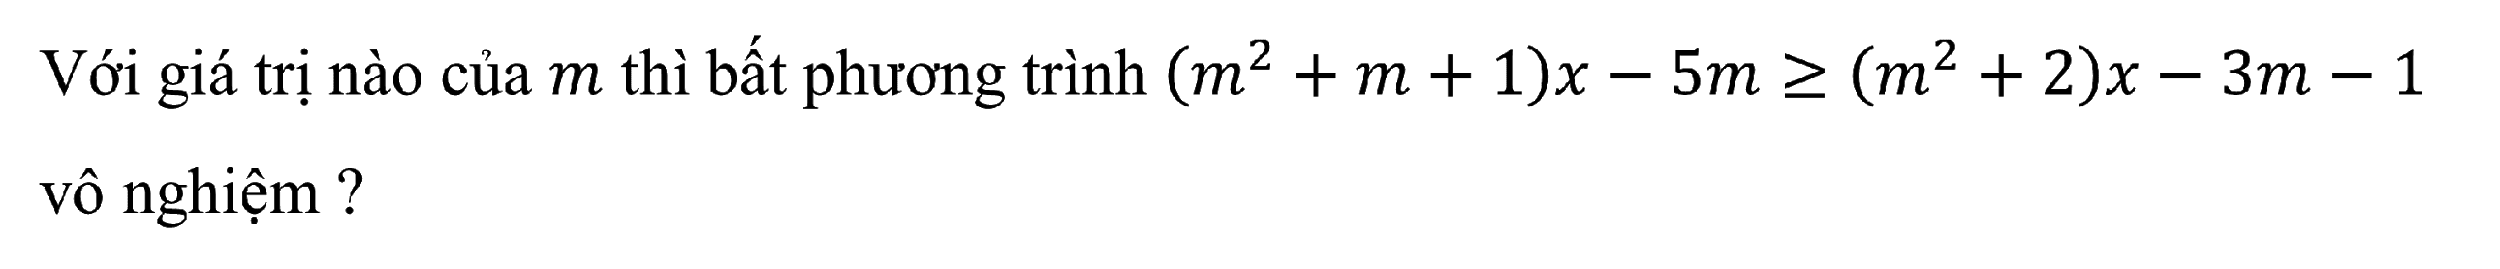 Với giá trị nào của m thì bất phương trình (m² + m + 1)x − 5m ≥ (m² + 2)x − 3m − 1
vô nghiệm ?